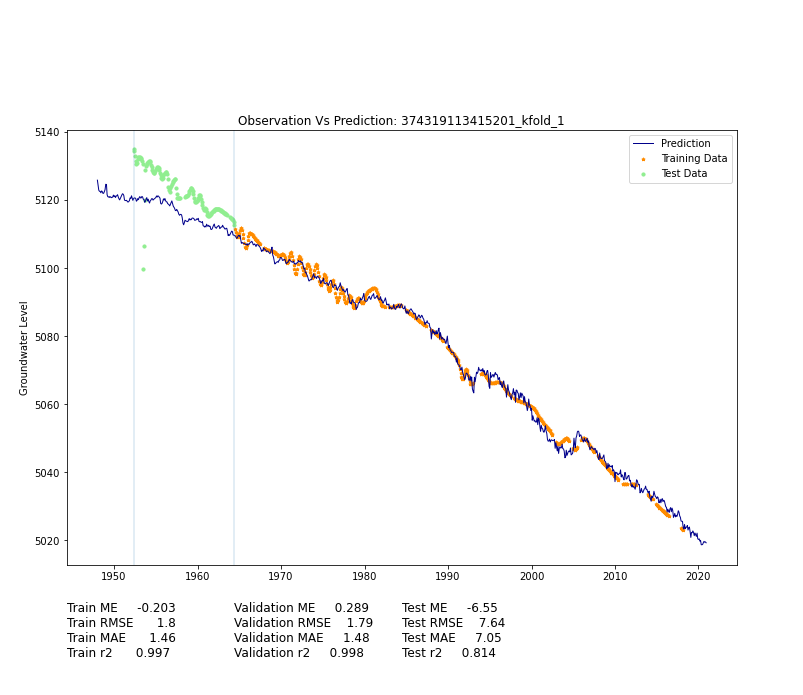 Observation Vs Prediction: 374319113415201_kfold_1
Prediction
Training Data
Test Data
Groundwater Level
5140
5120
5100
5080
5060
5040
5020
1950 1960 1970 1980 1990 2000 2010 2020
Train ME -0.203 Validation ME 0.289 Test ME -6.55
Train RMSE 1.8 Validation RMSE 1.79 Test RMSE 7.64
Train MAE 1.46 Validation MAE 1.48 Test MAE 7.05
Train r2 0.997 Validation r2 0.998 Test r2 0.814